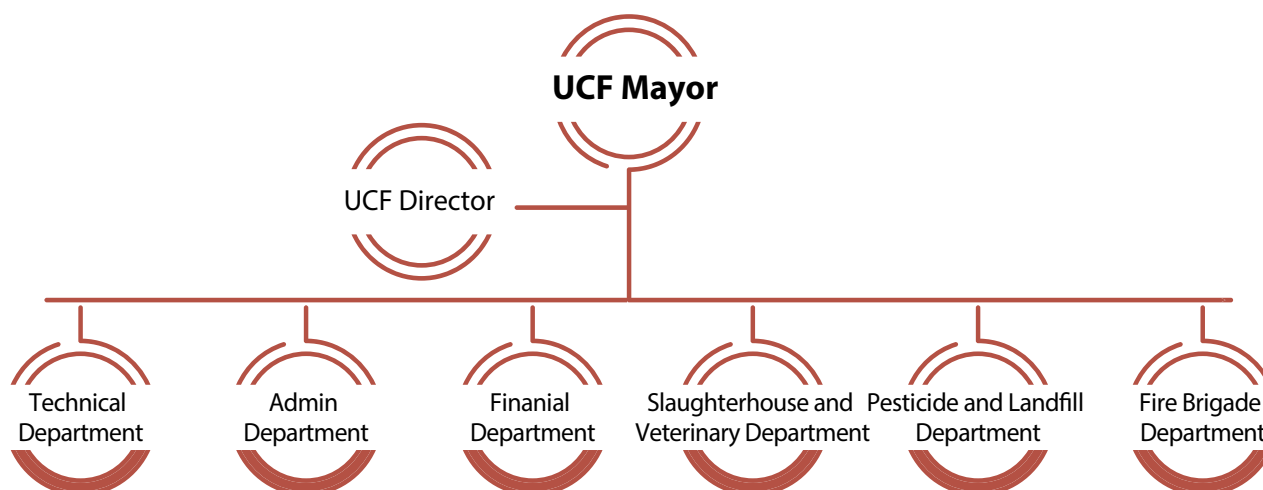 UCF Mayor
UCF Director
Technical
Department
Admin
Department
Finanial
Department
Slaughterhouse and
Veterinary Department
Pesticide and Landfill
Department
Fire Brigade
Department